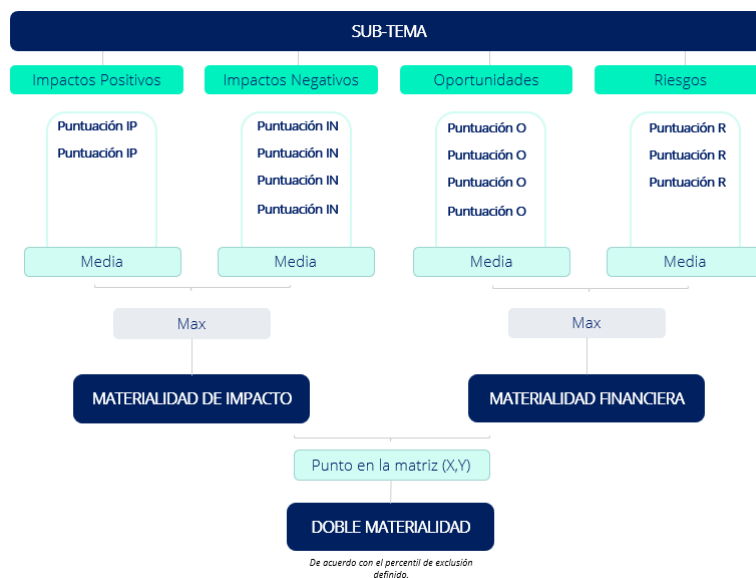 SUB-TEMA
Impactos Positivos
Impactos Negativos
Oportunidades
Riesgos
Puntuación IP
Puntuación IP
Puntuación IN
Puntuación IN
Puntuación IN
Puntuación IN
Puntuación O
Puntuación O
Puntuación O
Puntuación O
Puntuación R
Puntuación R
Puntuación R
Media
Media
Media
Media
Max
Max
MATERIALIDAD DE IMPACTO
MATERIALIDAD FINANCIERA
Punto en la matriz (X,Y)
DOBLE MATERIALIDAD
De acuerdo con el percentil de exclusión
definido.